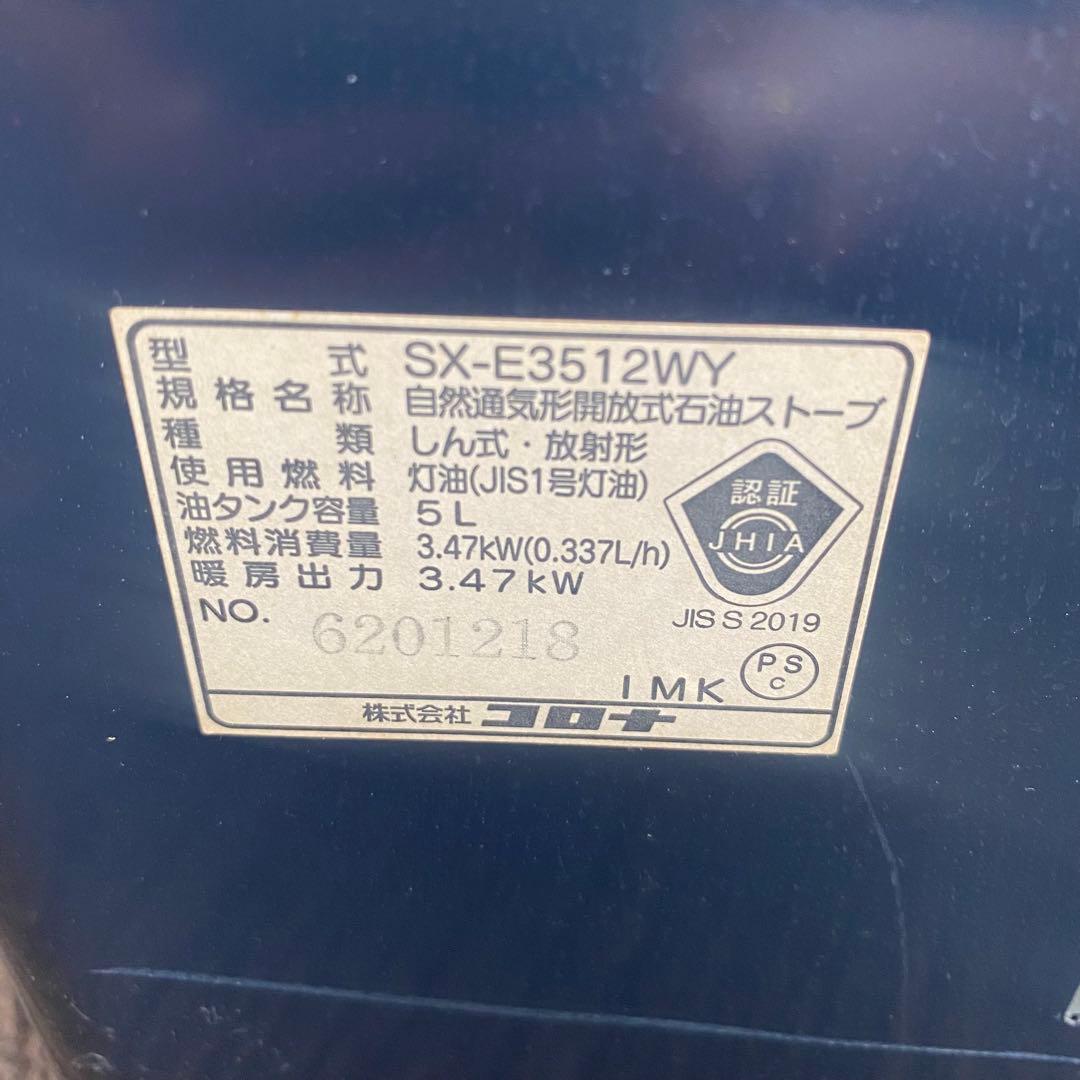 型式 SX-E3512WY
規格名称 自然通気形開放式石油ストーブ
種類 しん式・放射形
使用燃料 灯油(JIS1号灯油)
油タンク容量 5L
燃料消費量 3.47kW(0.337L/h)
暖房出力 3.47kW
NO. 6201218
認証
JHIA
JIS S 2019
IMK
PS
C
株式会社 コロナ